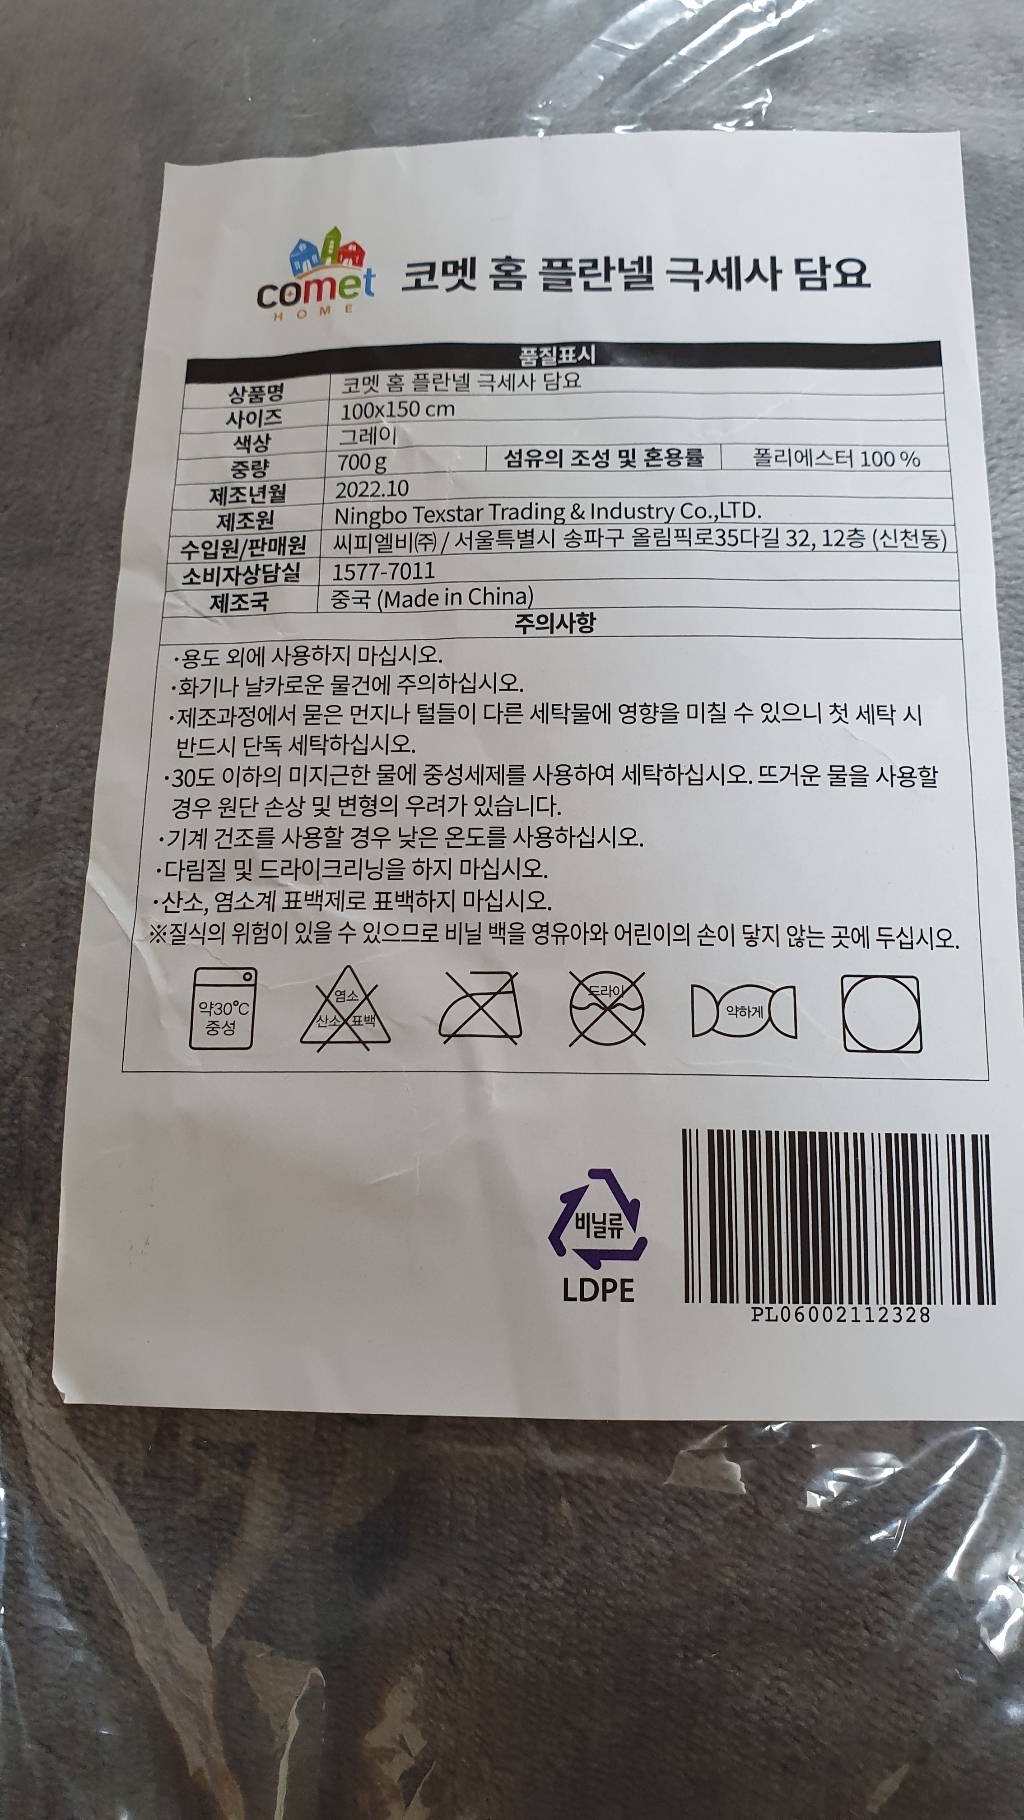 comet
HOME
코멧 홈 플란넬 극세사 담요
품질표시
상품명 코멧 홈 플란넬 극세사 담요
사이즈 100x150 cm
색상 그레이
중량 700 g 섬유의 조성 및 혼용률 폴리에스터 100 %
제조년월 2022.10
제조원 Ningbo Texstar Trading & Industry Co.,LTD.
수입원/판매원 씨피엘비㈜ / 서울특별시 송파구 올림픽로35다길 32, 12층 (신천동)
소비자상담실 1577-7011
제조국 중국 (Made in China)
주의사항
·용도 외에 사용하지 마십시오.
·화기나 날카로운 물건에 주의하십시오.
·제조과정에서 묻은 먼지나 털들이 다른 세탁물에 영향을 미칠 수 있으니 첫 세탁 시
반드시 단독 세탁하십시오.
·30도 이하의 미지근한 물에 중성세제를 사용하여 세탁하십시오. 뜨거운 물을 사용할
경우 원단 손상 및 변형의 우려가 있습니다.
·기계 건조를 사용할 경우 낮은 온도를 사용하십시오.
·다림질 및 드라이크리닝을 하지 마십시오.
·산소, 염소계 표백제로 표백하지 마십시오.
※질식의 위험이 있을 수 있으므로 비닐 백을 영유아와 어린이의 손이 닿지 않는 곳에 두십시오.
약30℃
중성
염소
산소 표백
드라이
약하게
비닐류
LDPE
PL06002112328